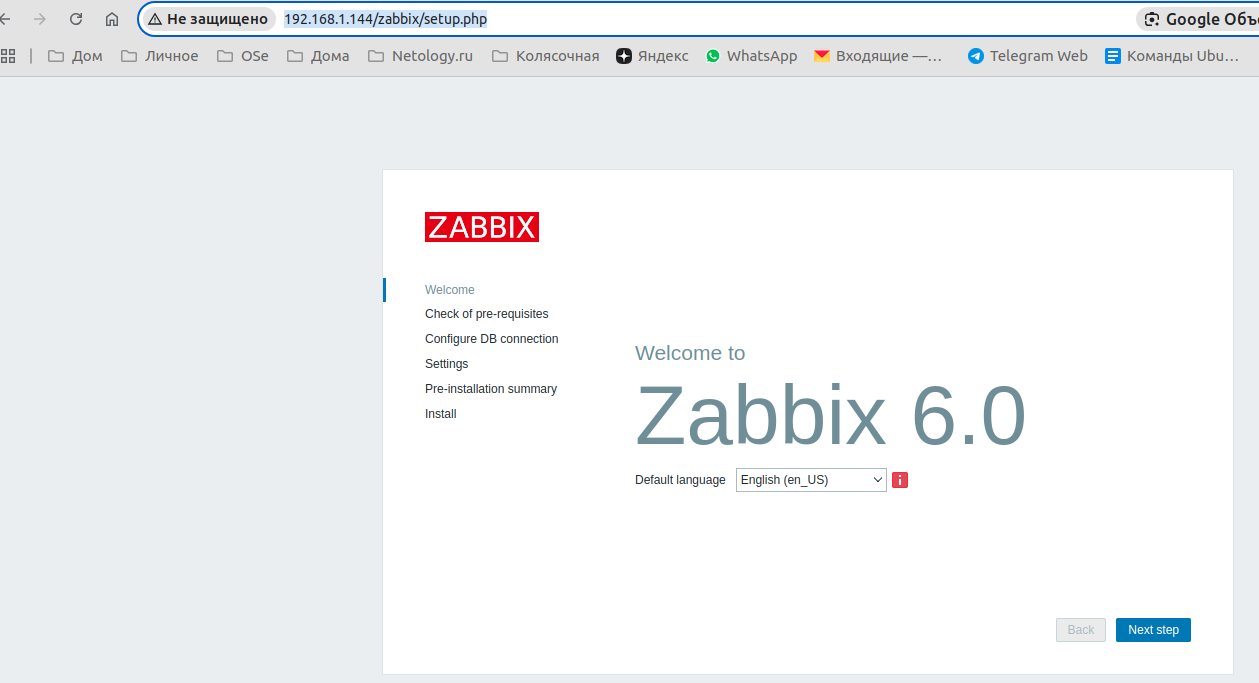 Не защищено 192.168.1.144/zabbix/setup.php Google Объе
Дом Личное OSe Дома Netology.ru Колясочная Яндекс WhatsApp Входящие —... Telegram Web Команды Ubu...
ZABBIX
Welcome
Check of pre-requisites
Configure DB connection
Settings
Pre-installation summary
Install
Welcome to
Zabbix 6.0
Default language English (en_US) i
Back Next step